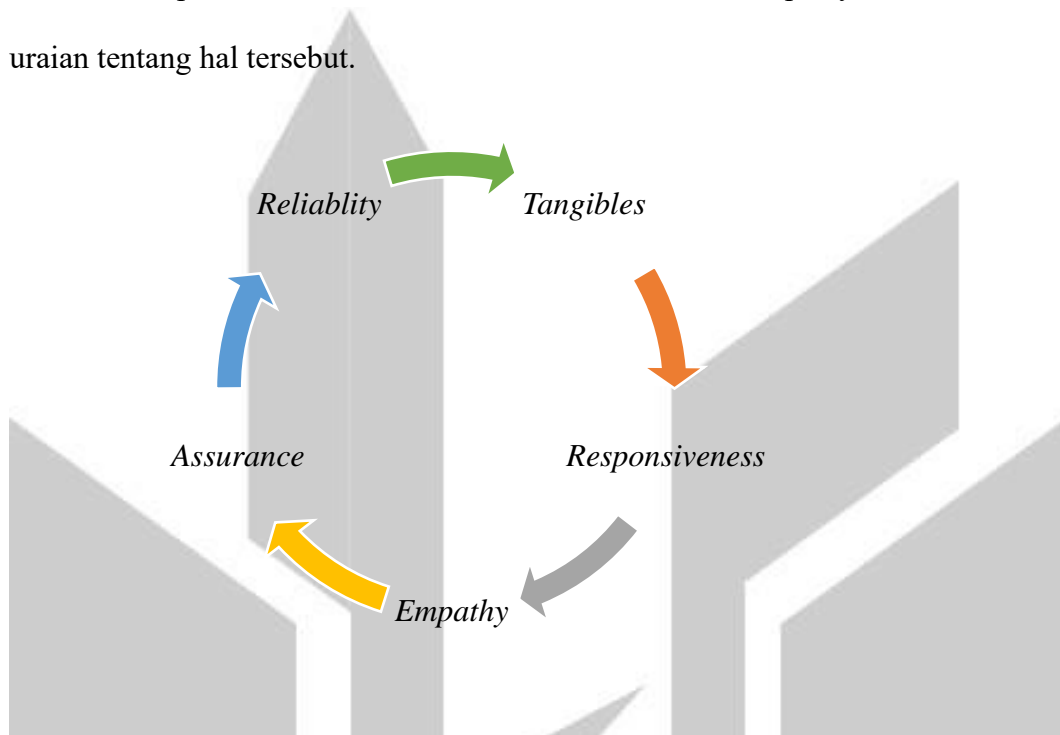 uraian tentang hal tersebut.
Reliablity Tangibles
Assurance Responsiveness
Empathy